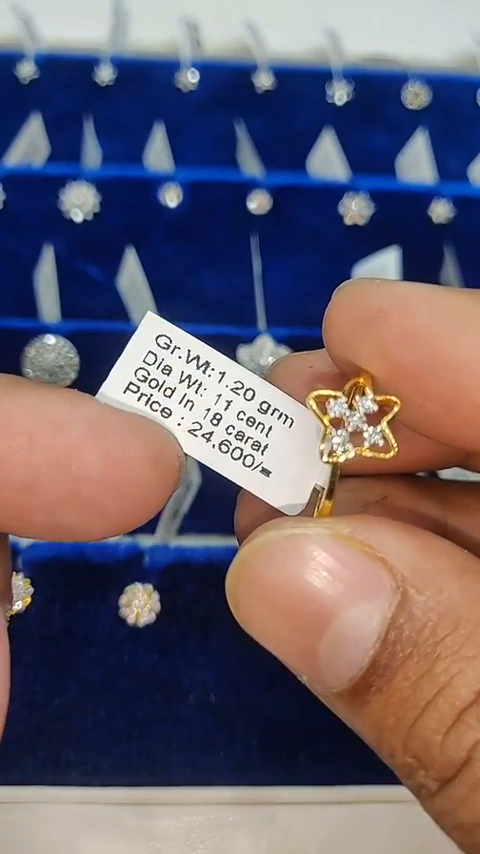 Gr.Wt:1.20 grm
Dia Wt: 11 cent
Gold In 18 carat
Price : 24,600/=